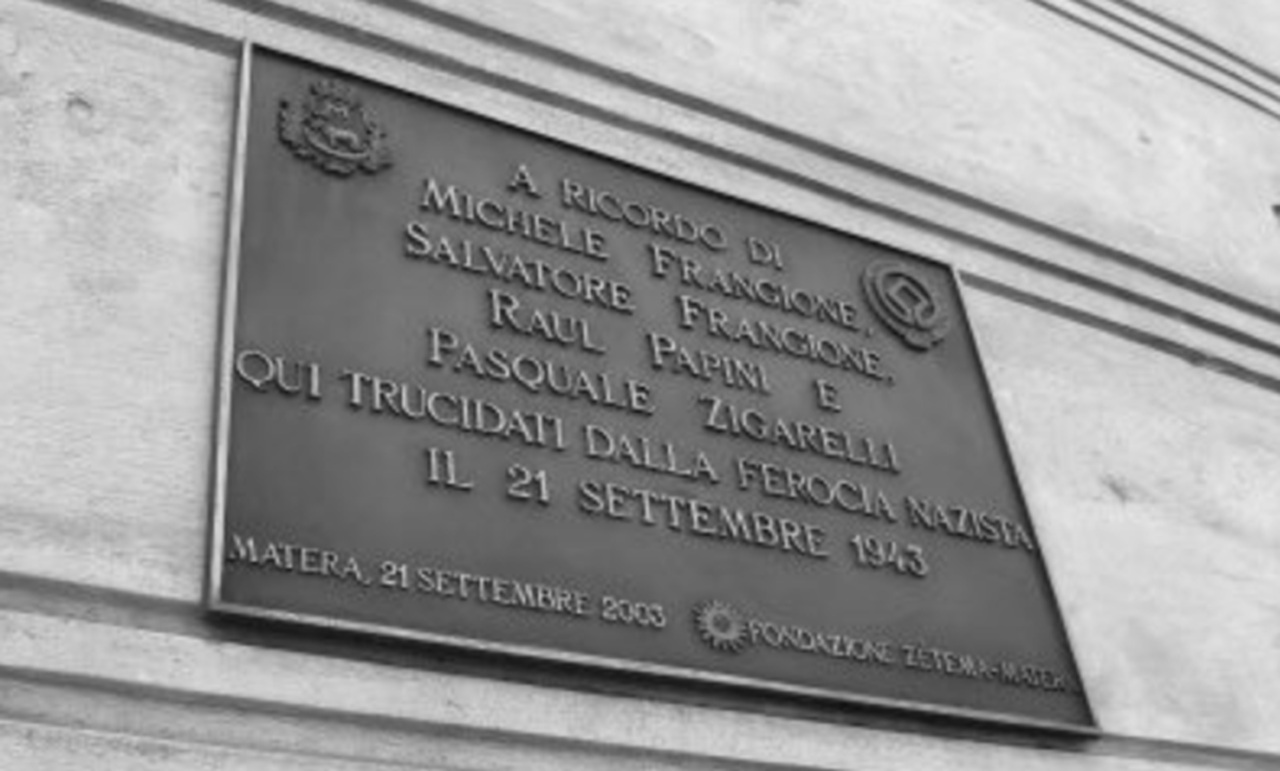 A RICORDO DI
MICHELE FRANGIONE,
SALVATORE FRANGIONE,
RAUL PAPINI E
PASQUALE ZIGARELLI
QUI TRUCIDATI DALLA FEROCIA NAZISTA
IL 21 SETTEMBRE 1943
MATERA, 21 SETTEMBRE 2003
FONDAZIONE ZÉTEMA-MATERA